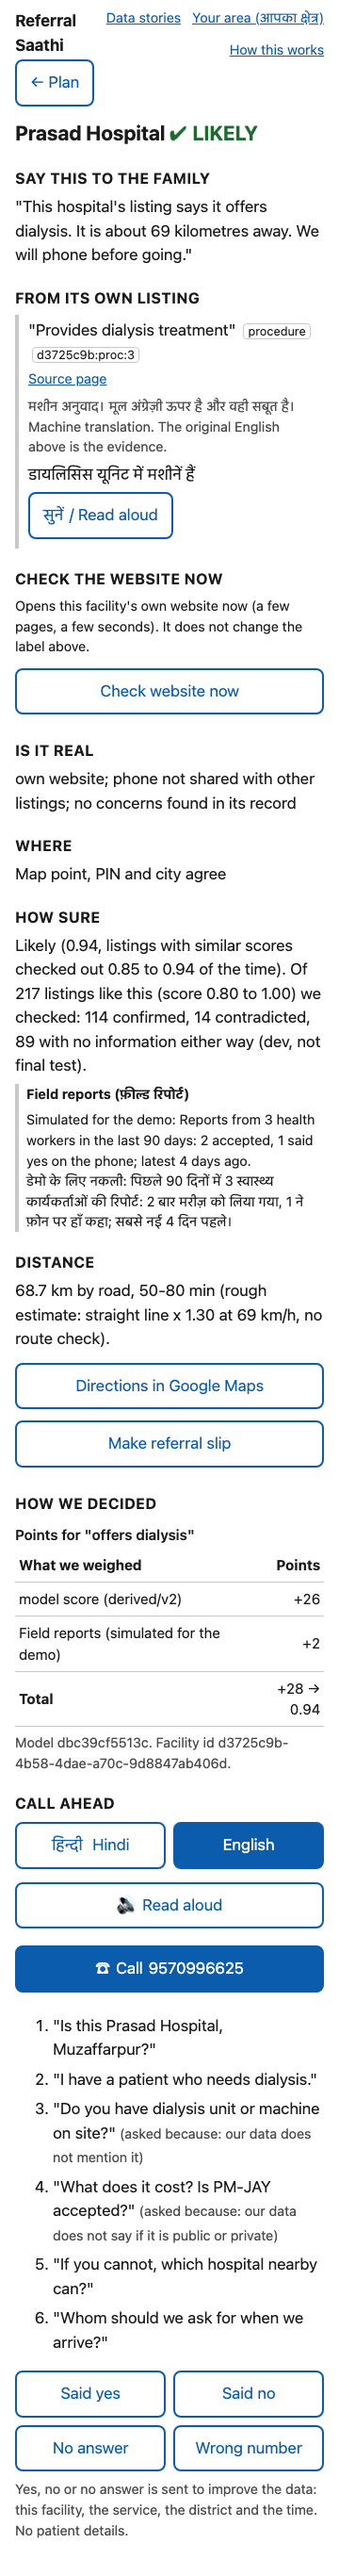 Referral Saathi
Data stories
Your area (आपका क्षेत्र)
How this works
← Plan
Prasad Hospital ✔ LIKELY
SAY THIS TO THE FAMILY
"This hospital's listing says it offers
dialysis. It is about 69 kilometres away. We
will phone before going."
FROM ITS OWN LISTING
"Provides dialysis treatment" procedure
d3725c9b:proc:3
Source page
मशीन अनुवाद। मूल अंग्रेज़ी ऊपर है और वही सबूत है।
Machine translation. The original English
above is the evidence.
डायलिसिस यूनिट में मशीनें हैं
सुनें / Read aloud
CHECK THE WEBSITE NOW
Opens this facility's own website now (a few
pages, a few seconds). It does not change the
label above.
Check website now
IS IT REAL
own website; phone not shared with other
listings; no concerns found in its record
WHERE
Map point, PIN and city agree
HOW SURE
Likely (0.94, listings with similar scores
checked out 0.85 to 0.94 of the time). Of
217 listings like this (score 0.80 to 1.00) we
checked: 114 confirmed, 14 contradicted,
89 with no information either way (dev, not
final test).
Field reports (फ़ील्ड रिपोर्ट)
Simulated for the demo: Reports from 3 health
workers in the last 90 days: 2 accepted, 1 said
yes on the phone; latest 4 days ago.
डेमो के लिए नकली: पिछले 90 दिनों में 3 स्वास्थ्य
कार्यकर्ताओं की रिपोर्ट: 2 बार मरीज़ को लिया गया, 1 ने
फ़ोन पर हाँ कहा; सबसे नई 4 दिन पहले।
DISTANCE
68.7 km by road, 50-80 min (rough
estimate: straight line x 1.30 at 69 km/h, no
route check).
Directions in Google Maps
Make referral slip
HOW WE DECIDED
Points for "offers dialysis"
What we weighed Points
model score (derived/v2) +26
Field reports (simulated for the
demo) +2
Total +28 →
0.94
Model dbc39cf5513c. Facility id d3725c9b-
4b58-4dae-a70c-9d8847ab406d.
CALL AHEAD
हिन्दी Hindi
English
🔊 Read aloud
☎ Call 9570996625
1. "Is this Prasad Hospital,
Muzaffarpur?"
2. "I have a patient who needs dialysis."
3. "Do you have dialysis unit or machine
on site?" (asked because: our data does
not mention it)
4. "What does it cost? Is PM-JAY
accepted?" (asked because: our data
does not say if it is public or private)
5. "If you cannot, which hospital nearby
can?"
6. "Whom should we ask for when we
arrive?"
Said yes
Said no
No answer
Wrong number
Yes, no or no answer is sent to improve the data:
this facility, the service, the district and the time.
No patient details.